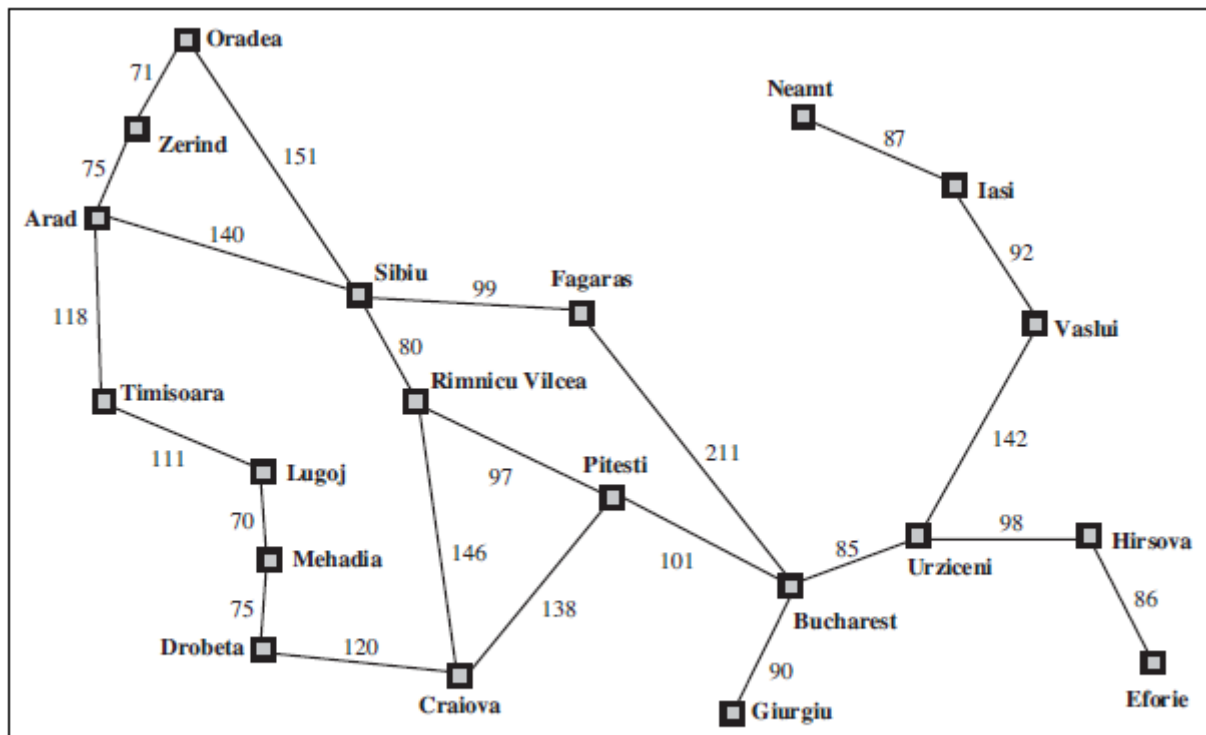 Oradea
71
Neamt
Zerind
87
151
75
Iasi
Arad
140
92
Sibiu
Fagaras
99
118
Vaslui
80
Timisoara
Rimnicu Vilcea
142
111
Lugoj
97
Pitesti
211
70
98
Hirsova
146
85
Mehadia
101
Urziceni
86
75
138
Bucharest
Drobeta
120
90
Craiova
Giurgiu
Eforie